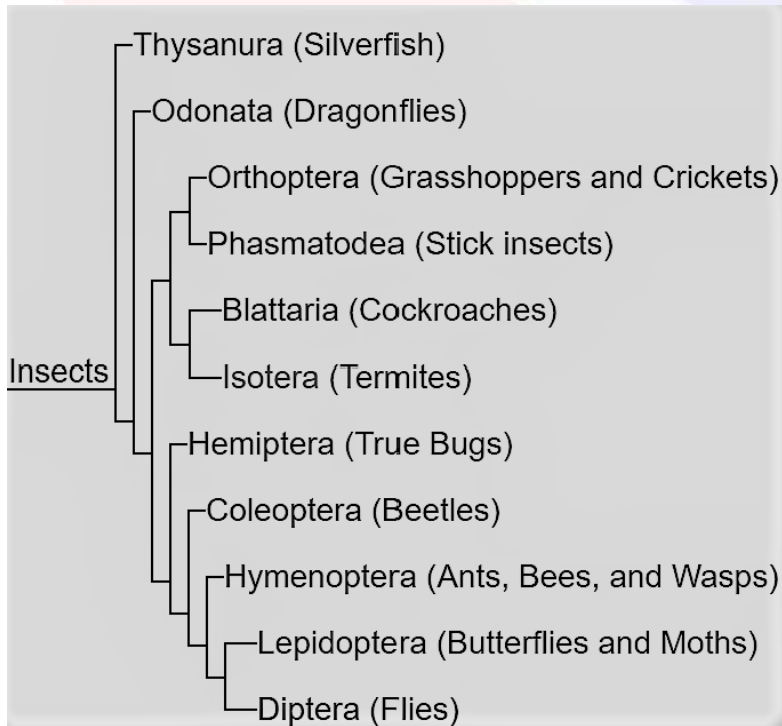 Thysanura (Silverfish)
Odonata (Dragonflies)
Orthoptera (Grasshoppers and Crickets)
Phasmatodea (Stick insects)
Blattaria (Cockroaches)
Insects
Isotera (Termites)
Hemiptera (True Bugs)
Coleoptera (Beetles)
Hymenoptera (Ants, Bees, and Wasps)
Lepidoptera (Butterflies and Moths)
Diptera (Flies)